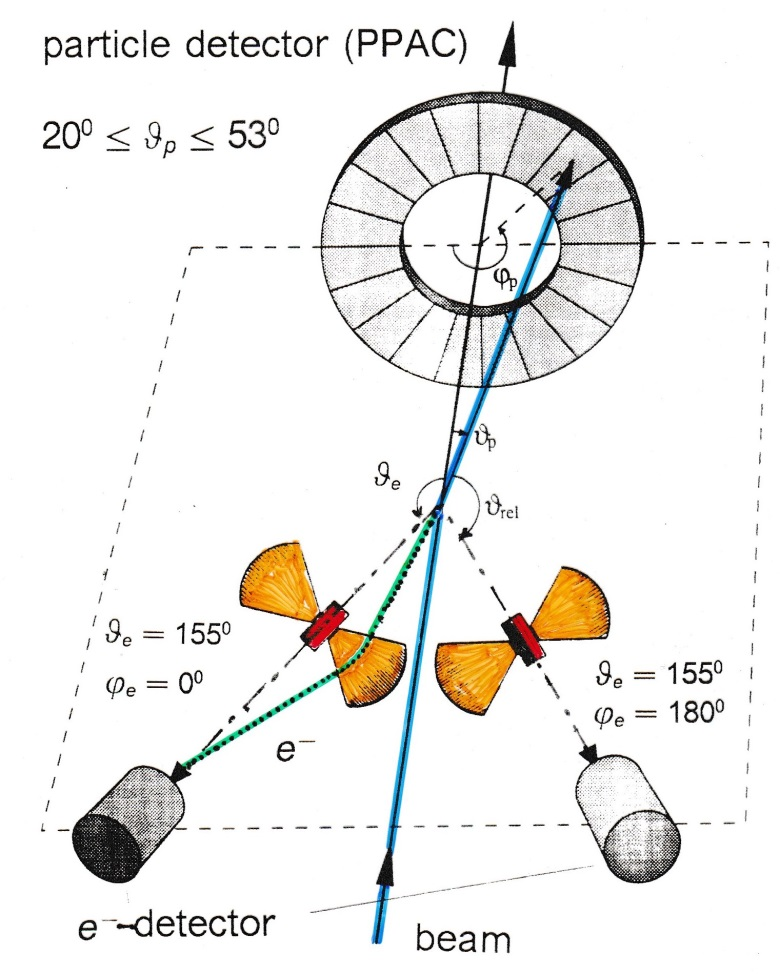 particle detector (PPAC)
20⁰ ≤ ϑₚ ≤ 53⁰
φₚ
ϑₚ
ϑₑ
ϑrel
ϑₑ = 155⁰
φₑ = 0⁰
ϑₑ = 155⁰
φₑ = 180⁰
e⁻
e⁻-detector
beam